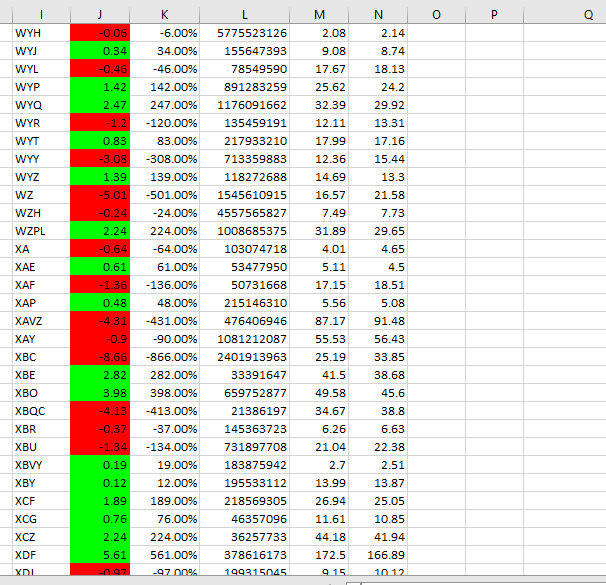 I J K L M N O P Q
WYH -0.06 -6.00% 5775523126 2.08 2.14
WYJ 0.34 34.00% 155647393 9.08 8.74
WYL -0.46 -46.00% 78549590 17.67 18.13
WYP 1.42 142.00% 891283259 25.62 24.2
WYQ 2.47 247.00% 1176091662 32.39 29.92
WYR -1.2 -120.00% 135459191 12.11 13.31
WYT 0.83 83.00% 217933210 17.99 17.16
WYY -3.08 -308.00% 713359883 12.36 15.44
WYZ 1.39 139.00% 118272688 14.69 13.3
WZ -5.01 -501.00% 1545610915 16.57 21.58
WZH -0.24 -24.00% 4557565827 7.49 7.73
WZPL 2.24 224.00% 1008685375 31.89 29.65
XA -0.64 -64.00% 103074718 4.01 4.65
XAE 0.61 61.00% 53477950 5.11 4.5
XAF -1.36 -136.00% 50731668 17.15 18.51
XAP 0.48 48.00% 215146310 5.56 5.08
XAVZ -4.31 -431.00% 476406946 87.17 91.48
XAY -0.9 -90.00% 1081212087 55.53 56.43
XBC -8.66 -866.00% 2401913963 25.19 33.85
XBE 2.82 282.00% 33391647 41.5 38.68
XBO 3.98 398.00% 659752877 49.58 45.6
XBQC -4.13 -413.00% 21386197 34.67 38.8
XBR -0.37 -37.00% 145363723 6.26 6.63
XBU -1.34 -134.00% 731897708 21.04 22.38
XBVY 0.19 19.00% 183875942 2.7 2.51
XBY 0.12 12.00% 195533112 13.99 13.87
XCF 1.89 189.00% 218569305 26.94 25.05
XCG 0.76 76.00% 46357096 11.61 10.85
XCZ 2.24 224.00% 36257733 44.18 41.94
XDF 5.61 561.00% 378616173 172.5 166.89
XDJ -0.97 -97.00% 199315045 9.15 10.12